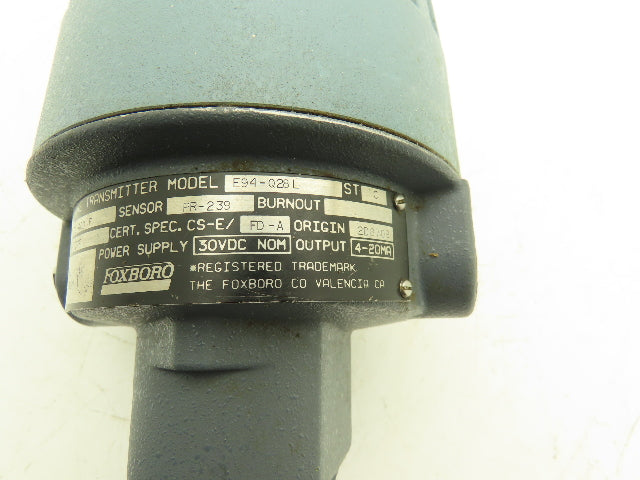 TRANSMITTER MODEL E94-Q28L ST C
SENSOR PR-239 BURNOUT
CERT. SPEC. CS-E/ FD-A ORIGIN
POWER SUPPLY 30VDC NOM OUTPUT 4-20MA
FOXBORO *REGISTERED TRADEMARK
THE FOXBORO CO VALENCIA CA